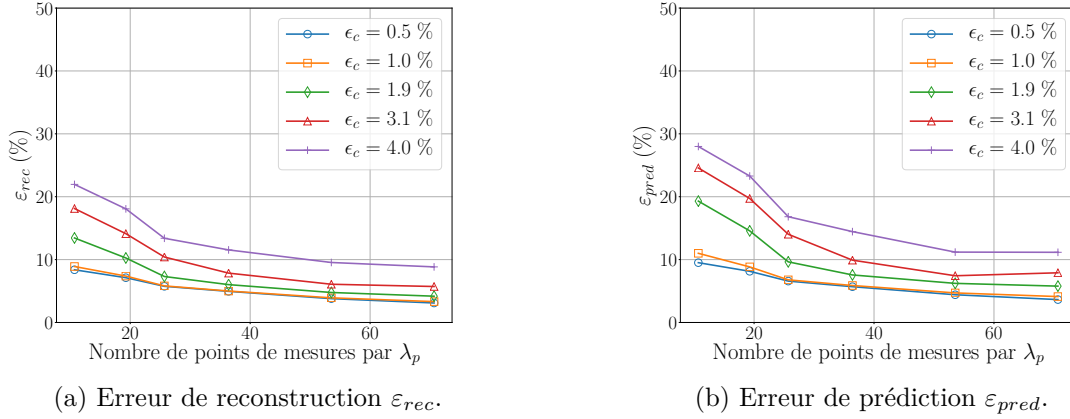 50
40
30
20
10
0
ε_rec (%)
ϵ_c = 0.5 %
ϵ_c = 1.0 %
ϵ_c = 1.9 %
ϵ_c = 3.1 %
ϵ_c = 4.0 %
20 40 60
Nombre de points de mesures par λ_p
(a) Erreur de reconstruction ε_rec.
50
40
30
20
10
0
ε_pred (%)
ϵ_c = 0.5 %
ϵ_c = 1.0 %
ϵ_c = 1.9 %
ϵ_c = 3.1 %
ϵ_c = 4.0 %
20 40 60
Nombre de points de mesures par λ_p
(b) Erreur de prédiction ε_pred.